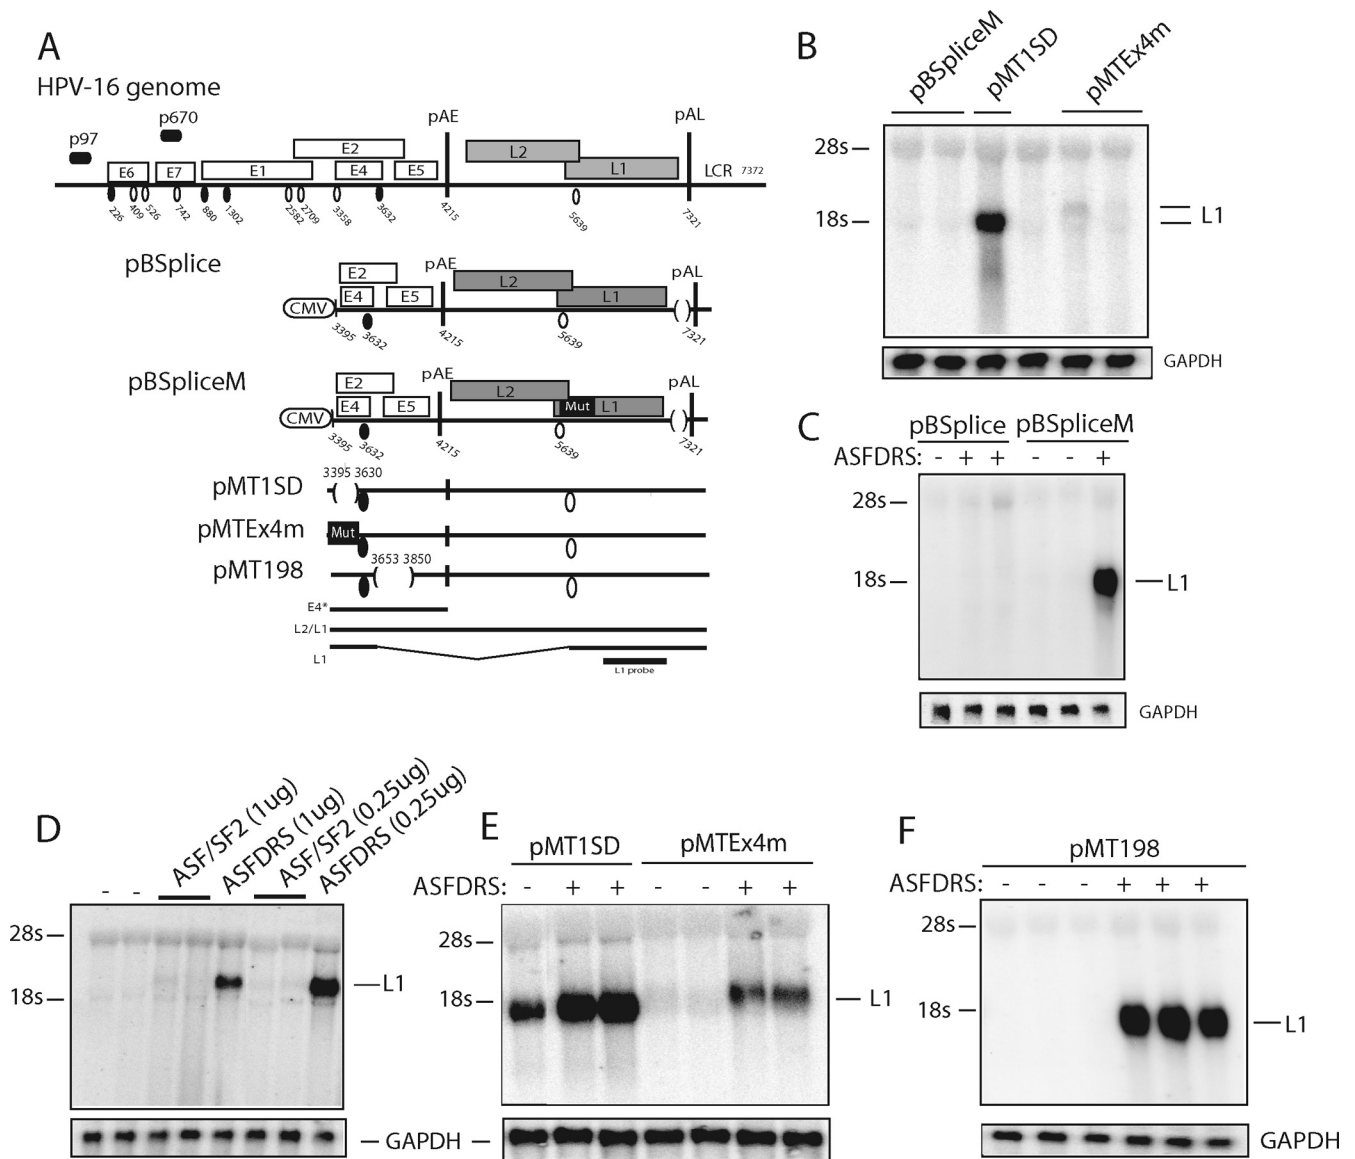 A
HPV-16 genome
p97
p670
pAE
pAL
E6
E7
E1
E2
E4
E5
L2
L1
LCR 7372
226
409
526
742
880
1302
2582
2709
3358
3632
4215
5639
7321
pBSplice
pAE
pAL
E2
L2
CMV
E4
E5
L1
( )
3395
3632
4215
5639
7321
pBSpliceM
pAE
pAL
E2
L2
CMV
E4
E5
Mut
L1
( )
3395
3632
4215
5639
7321
3395 3630
pMT1SD
( )
pMTEx4m
Mut
3653 3850
pMT198
( )
E4*
L2/L1
L1
L1 probe
B
pBSpliceM
pMT1SD
pMTEx4m
28s
18s
L1
GAPDH
C
pBSplice
pBSpliceM
ASFDRS: - + + - - +
28s
18s
L1
GAPDH
D
- -
ASF/SF2 (1ug)
ASFDRS (1ug)
ASF/SF2 (0.25ug)
ASFDRS (0.25ug)
28s
18s
L1
GAPDH
E
pMT1SD
pMTEx4m
ASFDRS: - + + - - + +
28s
18s
L1
F
pMT198
ASFDRS: - - - + + +
28s
18s
L1
GAPDH